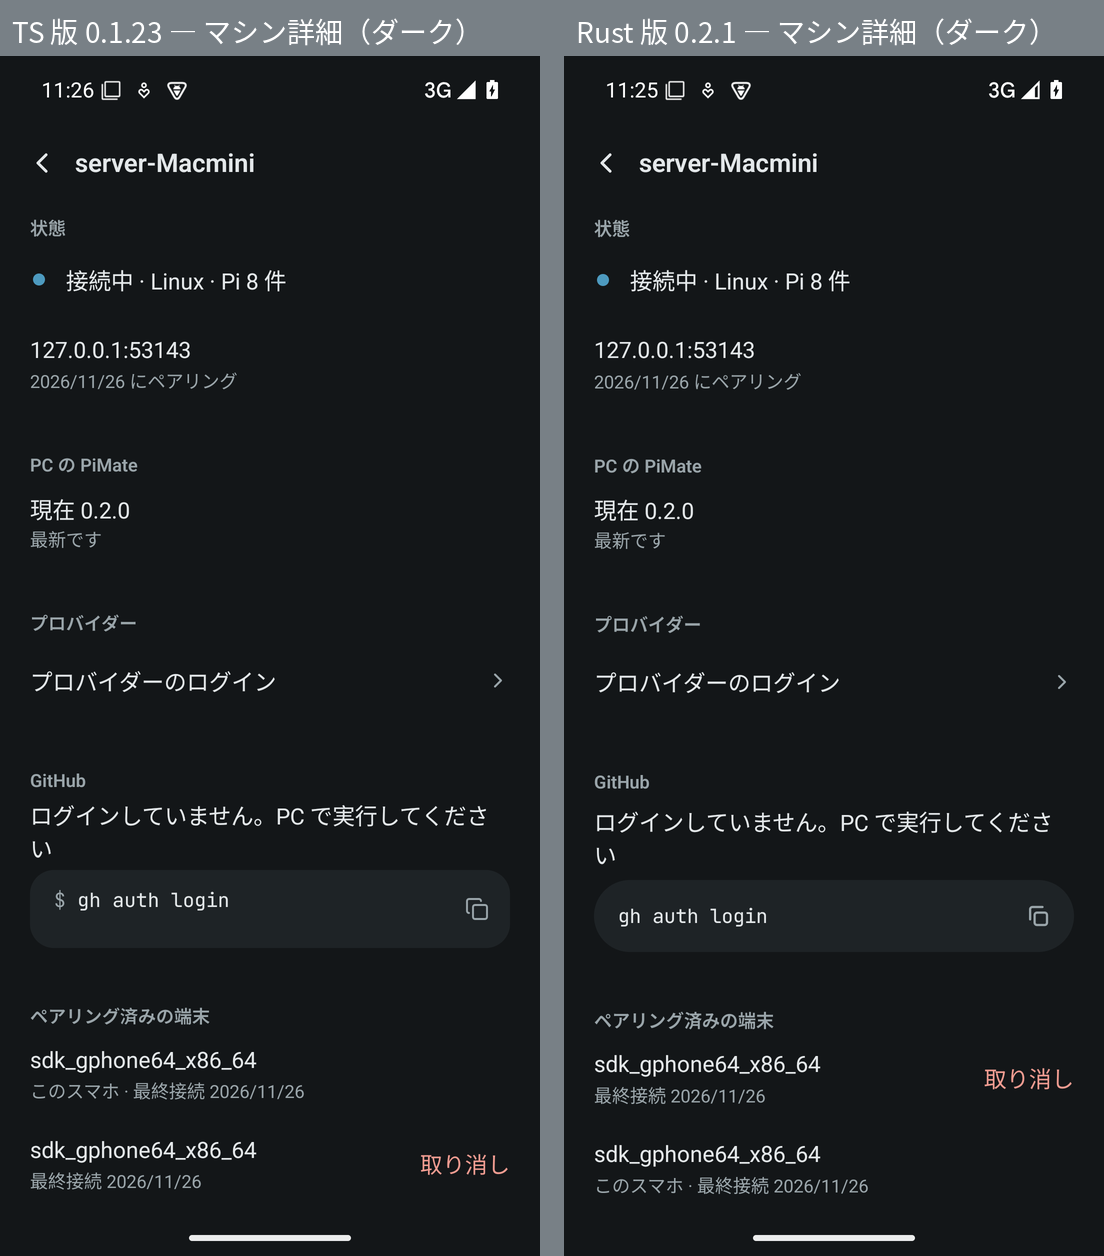 TS 版 0.1.23 — マシン詳細（ダーク）
11:26
3G
server-Macmini
状態
接続中 · Linux · Pi 8 件
127.0.0.1:53143
2026/11/26 にペアリング
PC の PiMate
現在 0.2.0
最新です
プロバイダー
プロバイダーのログイン
GitHub
ログインしていません。PC で実行してくださ
い
$ gh auth login
ペアリング済みの端末
sdk_gphone64_x86_64
このスマホ · 最終接続 2026/11/26
sdk_gphone64_x86_64
最終接続 2026/11/26
取り消し
Rust 版 0.2.1 — マシン詳細（ダーク）
11:25
3G
server-Macmini
状態
接続中 · Linux · Pi 8 件
127.0.0.1:53143
2026/11/26 にペアリング
PC の PiMate
現在 0.2.0
最新です
プロバイダー
プロバイダーのログイン
GitHub
ログインしていません。PC で実行してくださ
い
gh auth login
ペアリング済みの端末
sdk_gphone64_x86_64
最終接続 2026/11/26
取り消し
sdk_gphone64_x86_64
このスマホ · 最終接続 2026/11/26